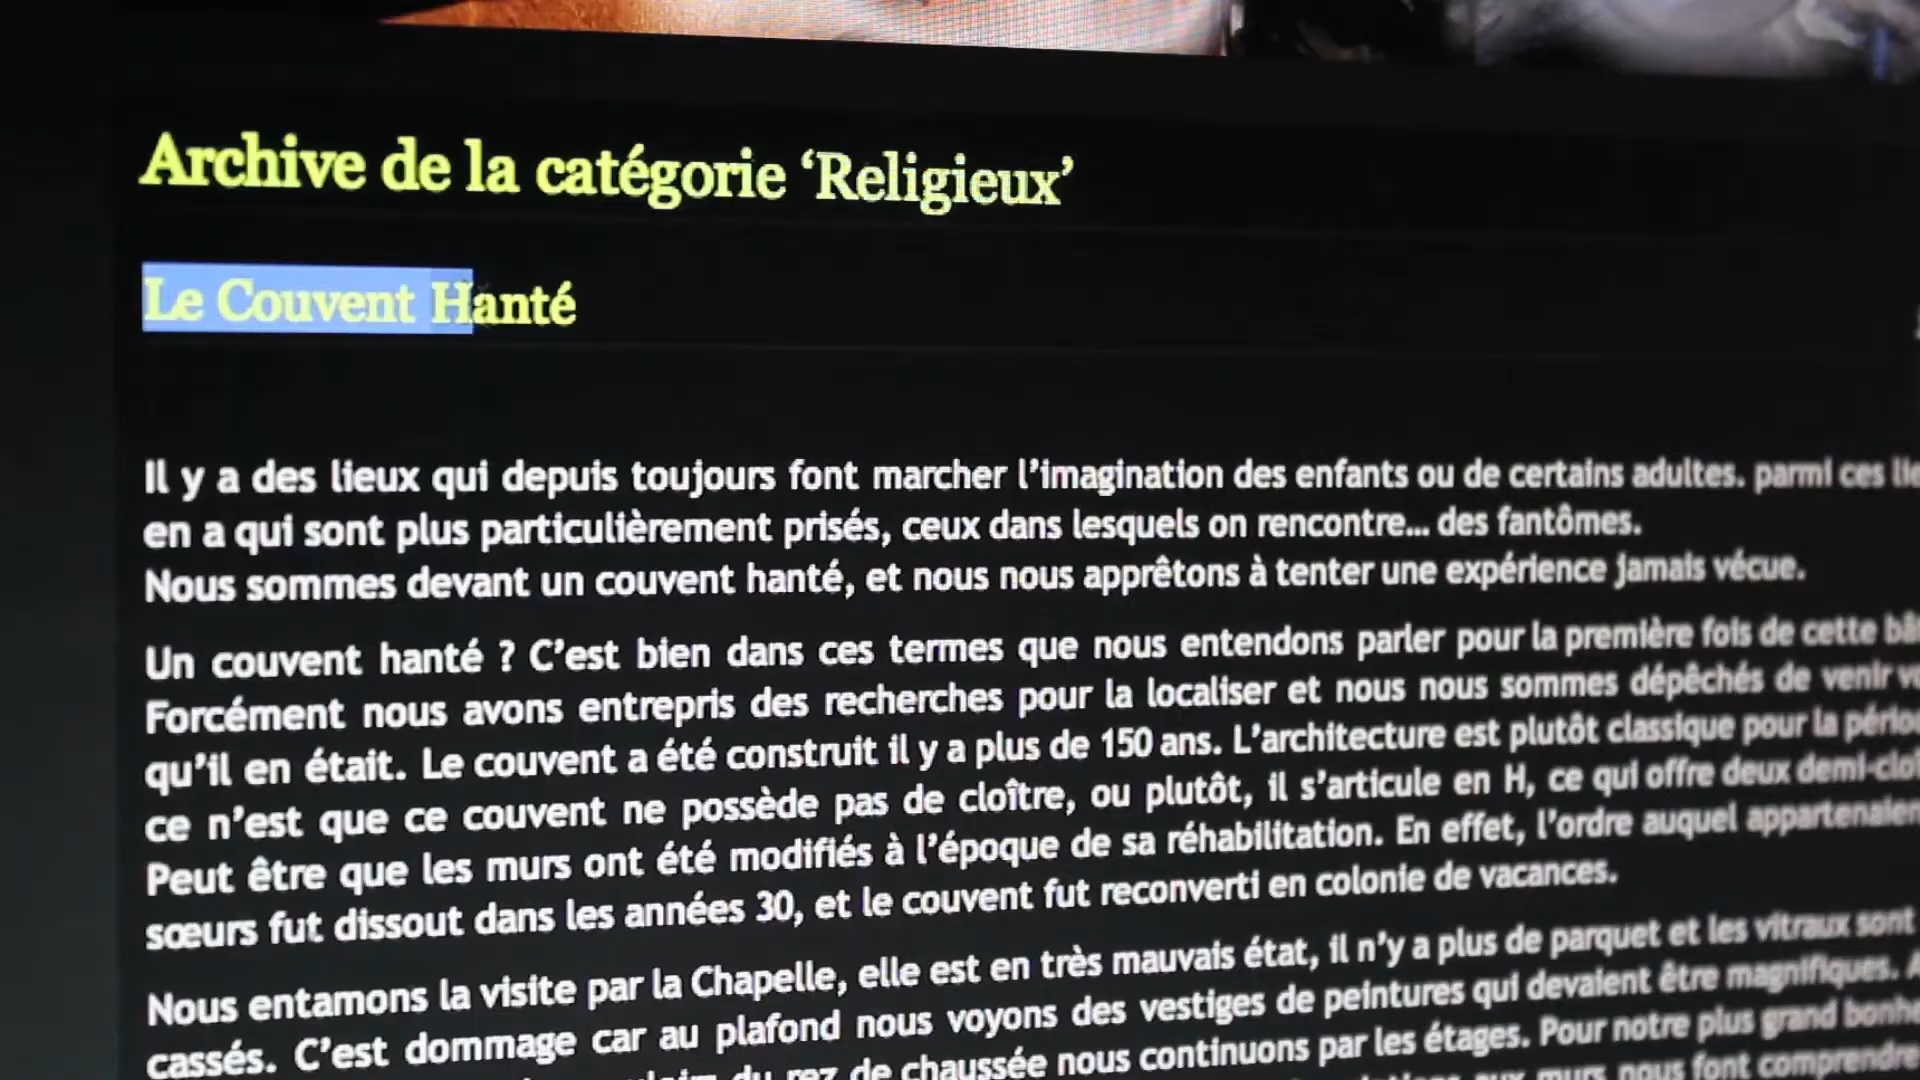 Archive de la catégorie ‘Religieux’
Le Couvent Hanté
Il y a des lieux qui depuis toujours font marcher l’imagination des enfants ou de certains adultes. parmi ces
en a qui sont plus particulièrement prisés, ceux dans lesquels on rencontre... des fantômes.
Nous sommes devant un couvent hanté, et nous nous apprêtons à tenter une expérience jamais vécue.
Un couvent hanté ? C’est bien dans ces termes que nous entendons parler pour la première fois de cette
Forcément nous avons entrepris des recherches pour la localiser et nous nous sommes dépêchés de venir
qu’il en était. Le couvent a été construit il y a plus de 150 ans. L’architecture est plutôt classique pour la
ce n’est que ce couvent ne possède pas de cloître, ou plutôt, il s’articule en H, ce qui offre deux
Peut être que les murs ont été modifiés à l’époque de sa réhabilitation. En effet, l’ordre auquel
sœurs fut dissout dans les années 30, et le couvent fut reconverti en colonie de vacances.
Nous entamons la visite par la Chapelle, elle est en très mauvais état, il n’y a plus de parquet et les vitraux sont
cassés. C’est dommage car au plafond nous voyons des vestiges de peintures qui devaient être magnifiques.
du rez de chaussée nous continuons par les étages. Pour notre plus grand
aux murs nous font comprendre